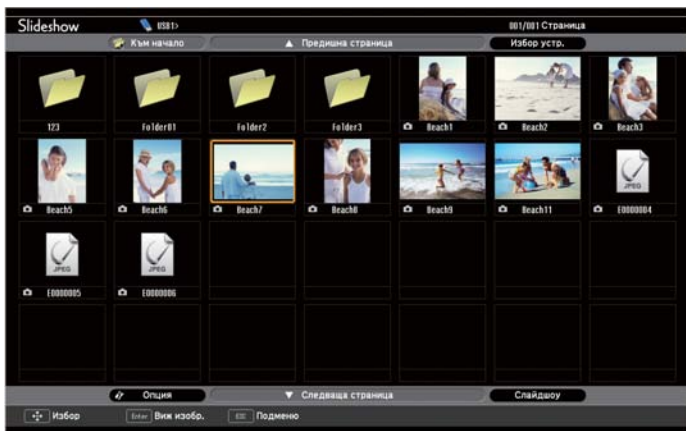 Slideshow USB1> 001/001 Страница
Към начало ▲ Предишна страница Избор устр.
123 Folder01 Folder2 Folder3 Beach1 Beach2 Beach3
JPEG
Beach5 Beach6 Beach7 Beach8 Beach9 Beach11 E0000004
JPEG JPEG
E0000005 E0000006
Опция ▼ Следваща страница Слайдшоу
Избор Enter Виж изобр. ESC Подменю